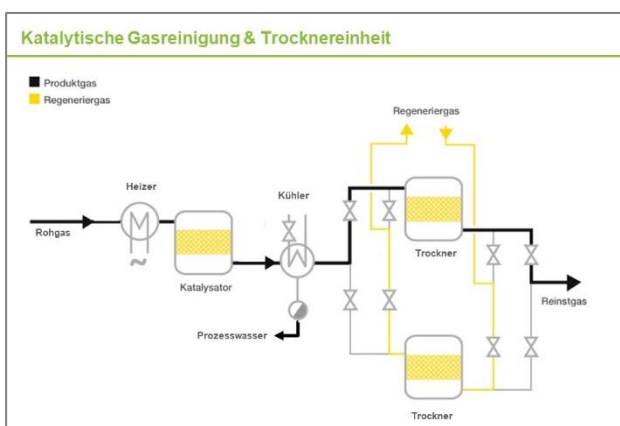 Katalytische Gasreinigung & Trocknereinheit
Produktgas
Regeneriergas
Regeneriergas
Heizer
Kühler
Rohgas
M
~
W
Katalysator
Trockner
Reinstgas
Prozesswasser
Trockner